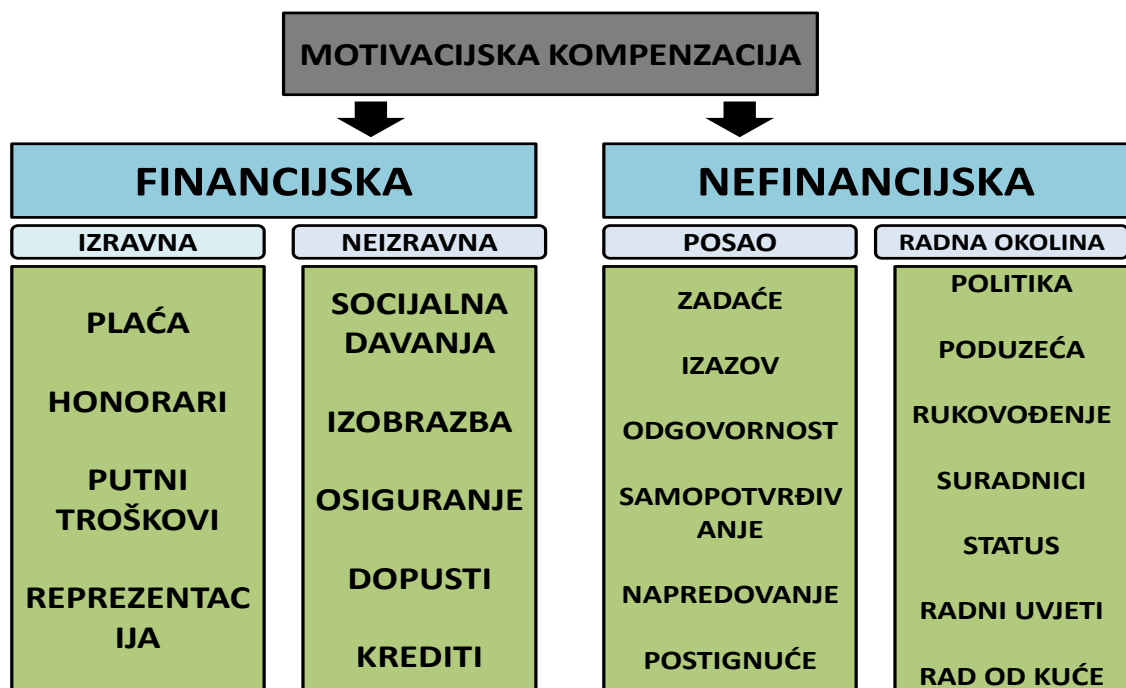 MOTIVACIJSKA KOMPENZACIJA
FINANCIJSKA
NEFINANCIJSKA
IZRAVNA
NEIZRAVNA
POSAO
RADNA OKOLINA
PLAĆA
HONORARI
PUTNI
TROŠKOVI
REPREZENTAC
IJA
SOCIJALNA
DAVANJA
IZOBRAZBA
OSIGURANJE
DOPUSTI
KREDITI
ZADAĆE
IZAZOV
ODGOVORNOST
SAMOPOTVRĐIV
ANJE
NAPREDOVANJE
POSTIGNUĆE
POLITIKA
PODUZEĆA
RUKOVOĐENJE
SURADNICI
STATUS
RADNI UVJETI
RAD OD KUĆE